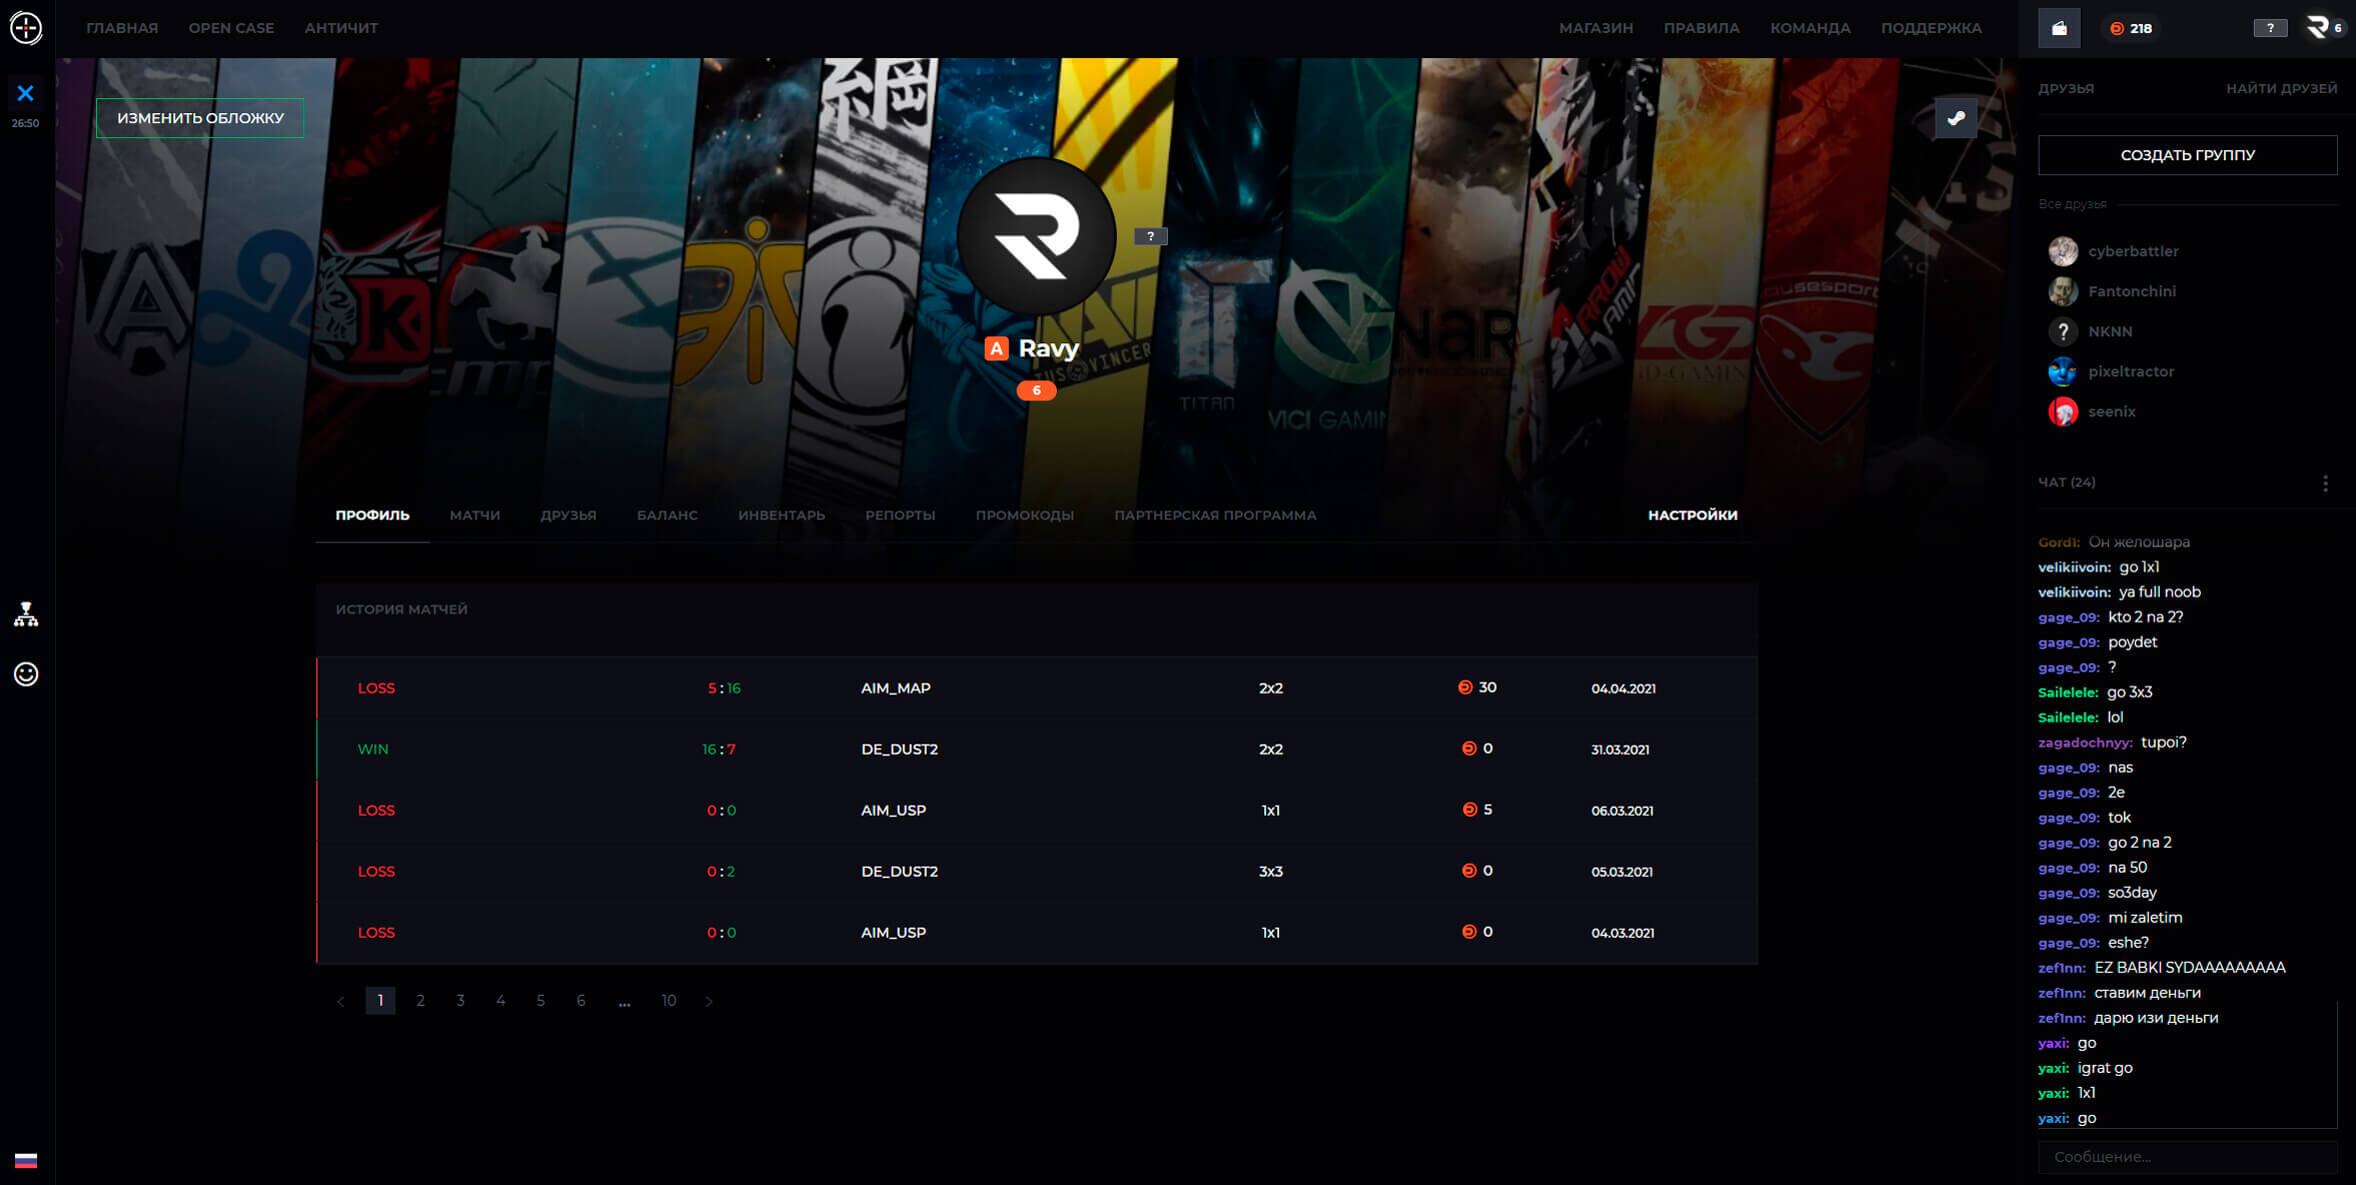 ГЛАВНАЯ OPEN CASE АНТИЧИТ МАГАЗИН ПРАВИЛА КОМАНДА ПОДДЕРЖКА 218 ? 6
26:50
ИЗМЕНИТЬ ОБЛОЖКУ
?
A Ravy
6
TITAN
VICI GAMIN
ПРОФИЛЬ МАТЧИ ДРУЗЬЯ БАЛАНС ИНВЕНТАРЬ РЕПОРТЫ ПРОМОКОДЫ ПАРТНЕРСКАЯ ПРОГРАММА НАСТРОЙКИ
ИСТОРИЯ МАТЧЕЙ
LOSS 5:16 AIM_MAP 2x2 30 04.04.2021
WIN 16:7 DE_DUST2 2x2 0 31.03.2021
LOSS 0:0 AIM_USP 1x1 5 06.03.2021
LOSS 0:2 DE_DUST2 3x3 0 05.03.2021
LOSS 0:0 AIM_USP 1x1 0 04.03.2021
< 1 2 3 4 5 6 ... 10 >
ДРУЗЬЯ НАЙТИ ДРУЗЕЙ
СОЗДАТЬ ГРУППУ
Все друзья
cyberbattler
Fantonchini
? NKNN
pixeltractor
seenix
ЧАТ (24)
Gord1: Он желошара
velikiivoin: go 1x1
velikiivoin: ya full noob
gage_09: kto 2 na 2?
gage_09: poydet
gage_09: ?
Sailelele: go 3x3
Sailelele: lol
zagadochnyy: tupoi?
gage_09: nas
gage_09: 2e
gage_09: tok
gage_09: go 2 na 2
gage_09: na 50
gage_09: so3day
gage_09: mi zaletim
gage_09: eshe?
zef1nn: EZ BABKI SYDAAAAAAAAA
zef1nn: ставим деньги
zef1nn: дарю изи деньги
yaxi: go
yaxi: igrat go
yaxi: 1x1
yaxi: go
Сообщение...